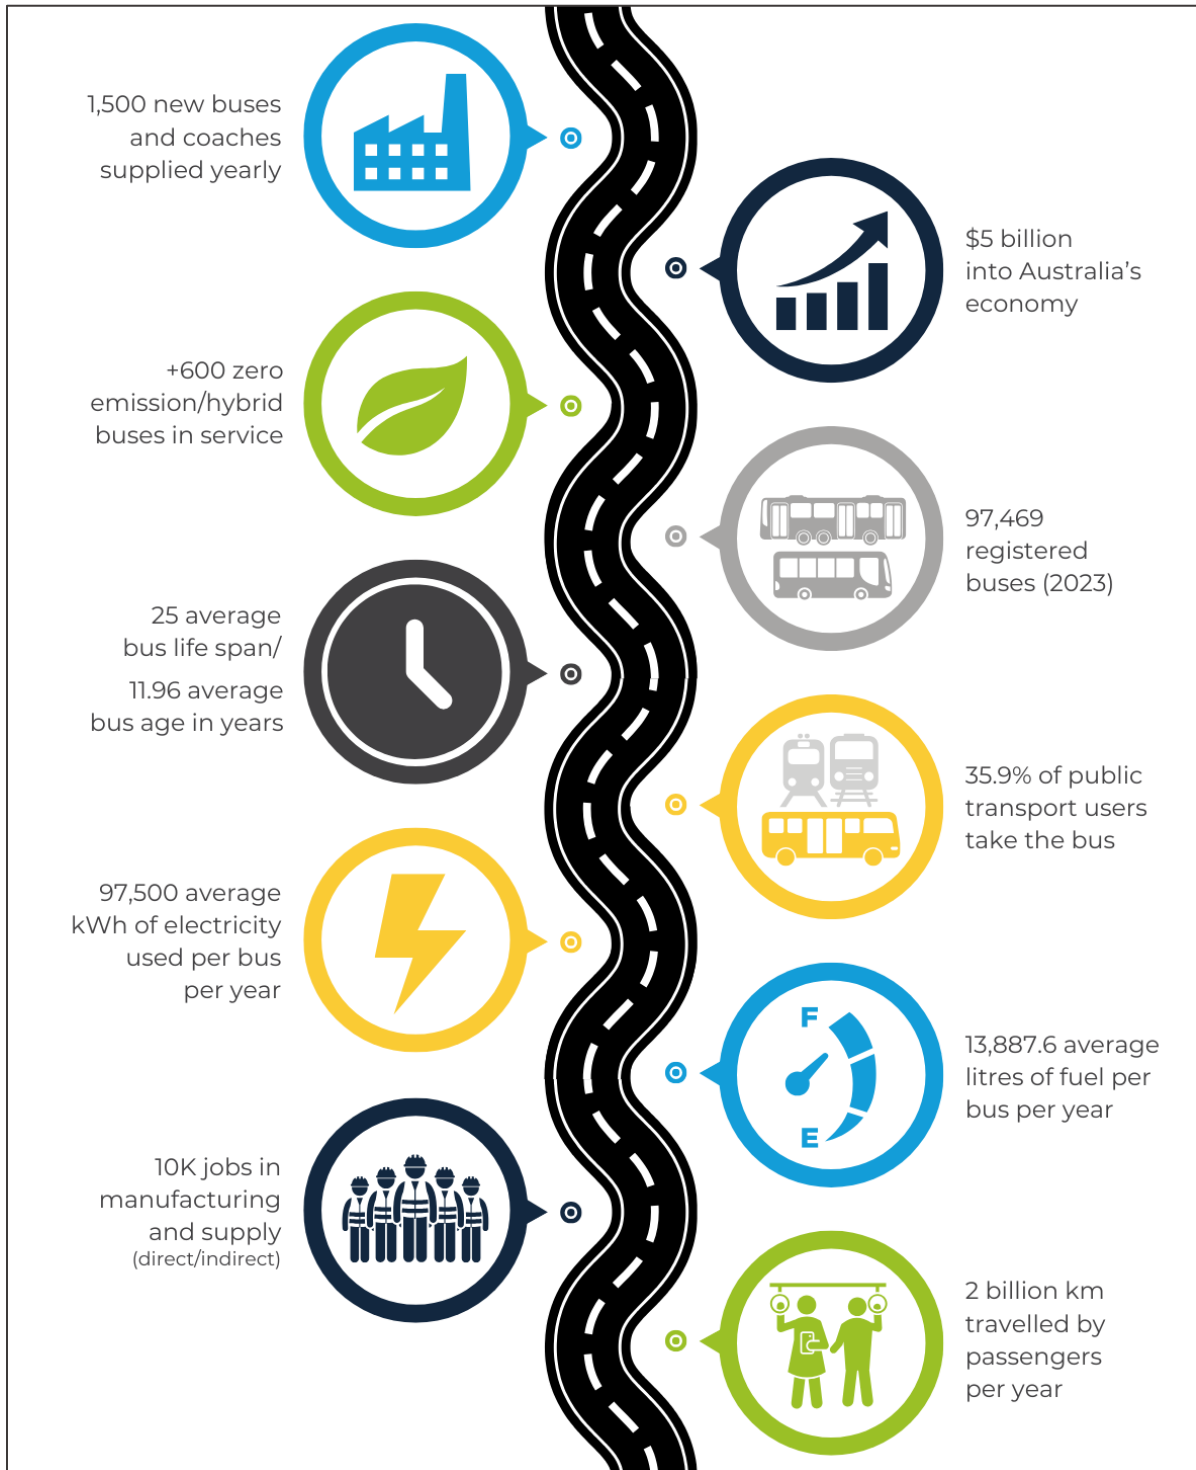 1,500 new buses
and coaches
supplied yearly
$5 billion
into Australia's
economy
+600 zero
emission/hybrid
buses in service
97,469
registered
buses (2023)
25 average
bus life span/
11.96 average
bus age in years
35.9% of public
transport users
take the bus
97,500 average
kWh of electricity
used per bus
per year
F
E
13,887.6 average
litres of fuel per
bus per year
10K jobs in
manufacturing
and supply
(direct/indirect)
2 billion km
travelled by
passengers
per year